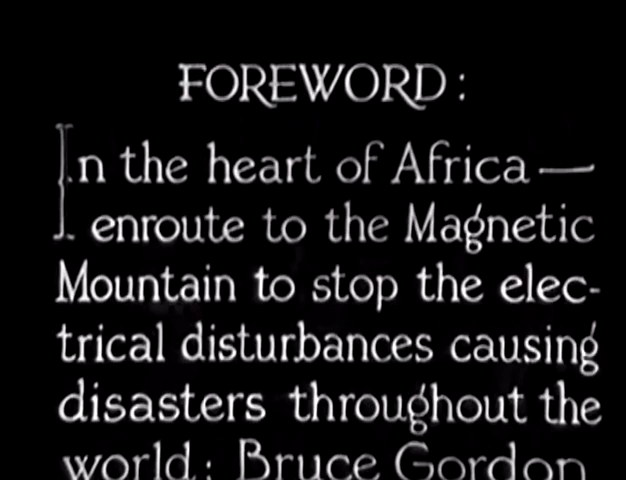 FOREWORD:
In the heart of Africa —
enroute to the Magnetic
Mountain to stop the elec-
trical disturbances causing
disasters throughout the
world: Bruce Gordon